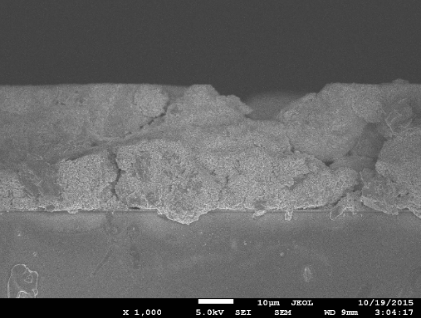 10µm JEOL 10/19/2015
X 1,000 5.0kV SEI SEM WD 9mm 3:04:17